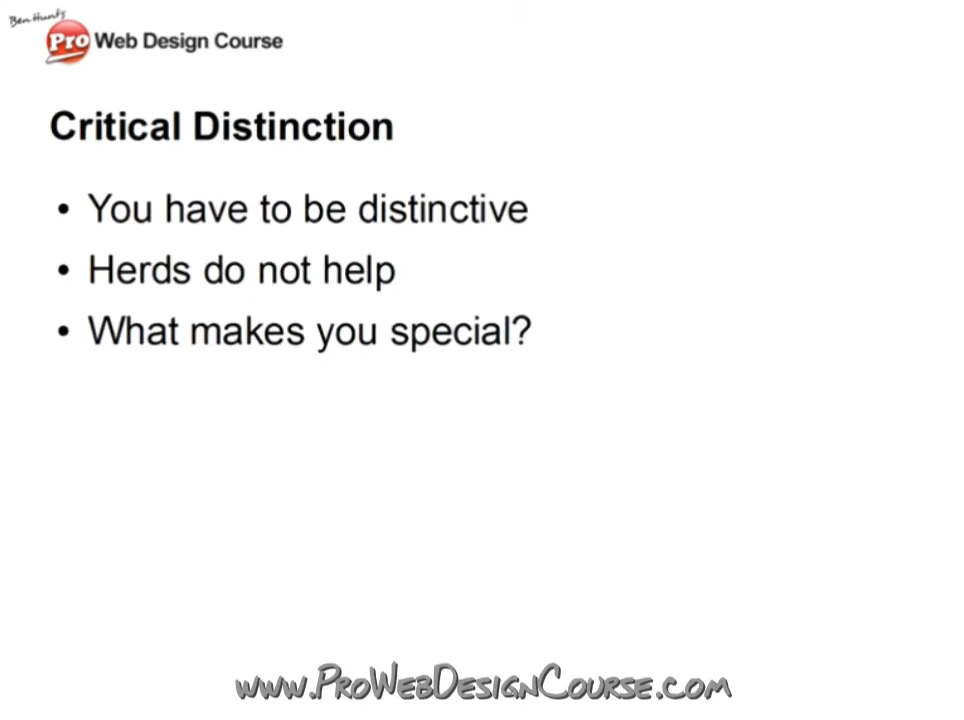 Ben Hunt's
Pro Web Design Course
Critical Distinction
• You have to be distinctive
• Herds do not help
• What makes you special?
www.ProWebDesignCourse.com